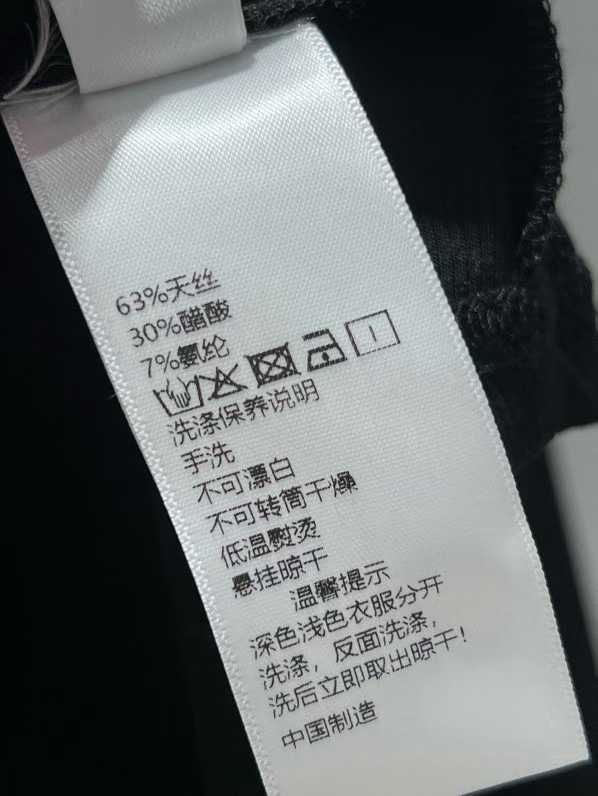 63%天丝
30%醋酸
7%氨纶
洗涤保养说明
手洗
不可漂白
不可转筒干燥
低温熨烫
悬挂晾干
温馨提示
深色浅色衣服分开
洗涤，反面洗涤，
洗后立即取出晾干！
中国制造